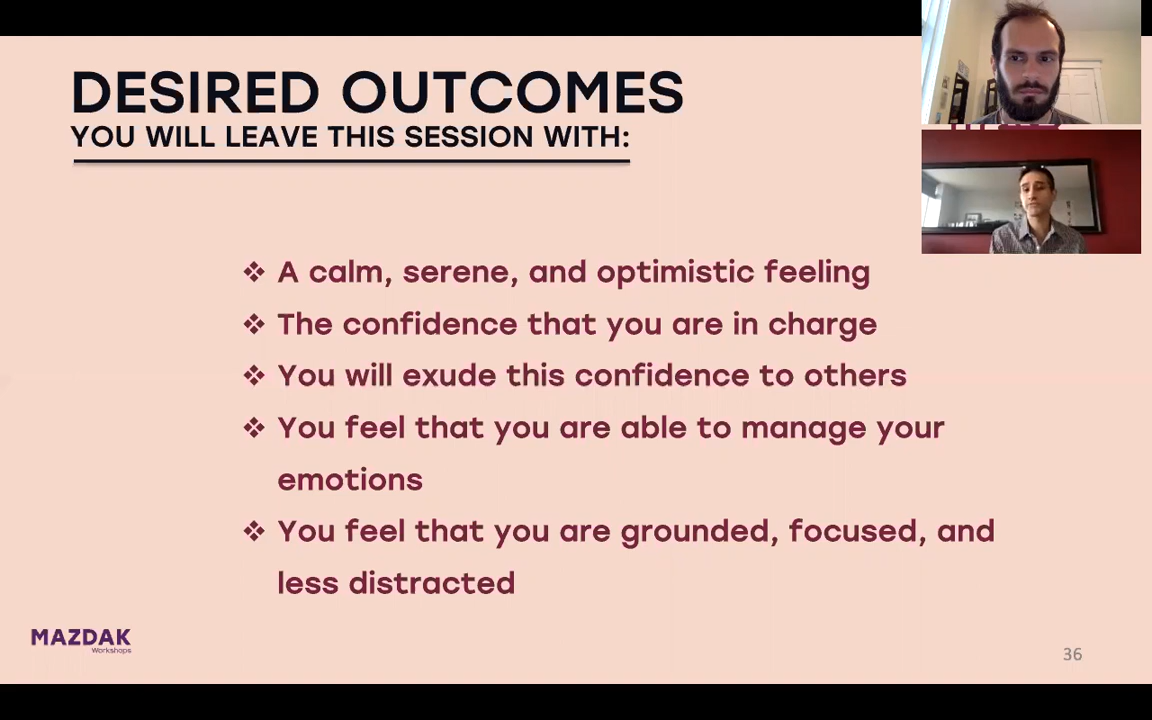 DESIRED OUTCOMES
YOU WILL LEAVE THIS SESSION WITH:
❖ A calm, serene, and optimistic feeling
❖ The confidence that you are in charge
❖ You will exude this confidence to others
❖ You feel that you are able to manage your
emotions
❖ You feel that you are grounded, focused, and
less distracted
MAZDAK
Workshops
36